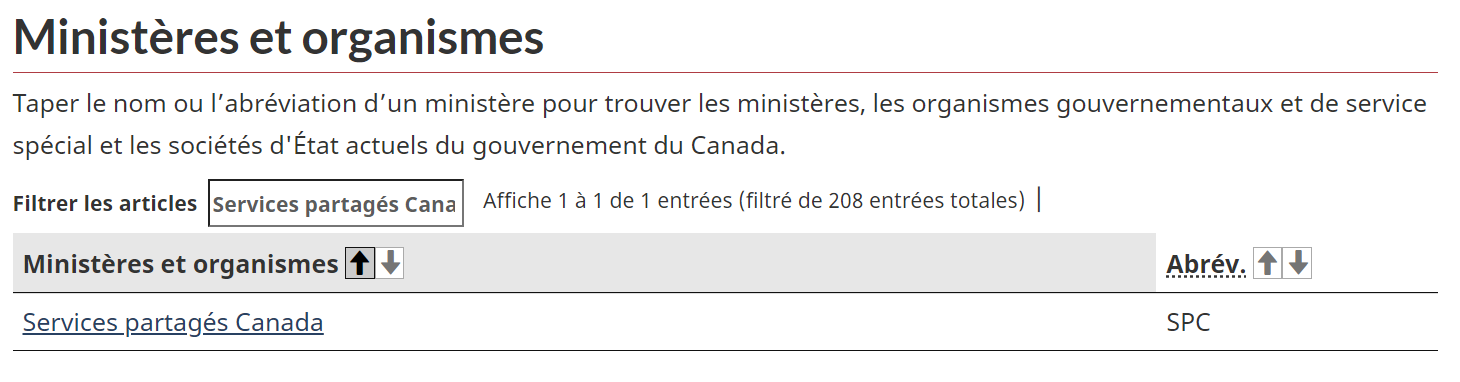 Ministères et organismes
Taper le nom ou l’abréviation d’un ministère pour trouver les ministères, les organismes gouvernementaux et de service
spécial et les sociétés d'État actuels du gouvernement du Canada.
Filtrer les articles Services partagés Cana Affiche 1 à 1 de 1 entrées (filtré de 208 entrées totales) |
Ministères et organismes Abrév.
Services partagés Canada SPC